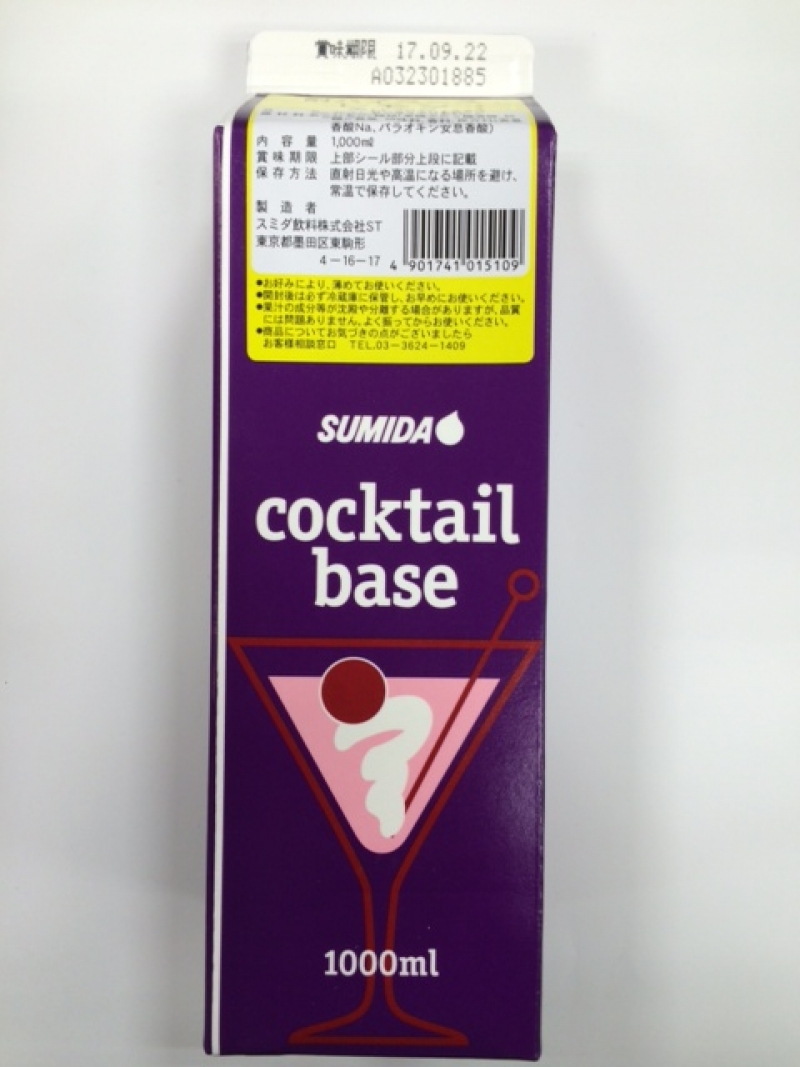 賞味期限 17.09.22
A032301885
香酸Na、パラオキシ安息香酸）
内容量 1,000ml
賞味期限 上部シール部分上段に記載
保存方法 直射日光や高温になる場所を避け、
常温で保存してください。
製造者
スミダ飲料株式会社ST
東京都墨田区東駒形
4-16-17
4 901741 015109
●お好みにより、薄めてお使いください。
●開封後は必ず冷蔵庫に保管し、お早めにお使いください。
●果汁の成分等が沈殿や分離する場合がありますが、品質
には問題ありません。よく振ってからお使いください。
●商品についてお気づきの点がございましたら
お客様相談窓口 TEL.03-3624-1409
SUMIDA
cocktail
base
1000ml